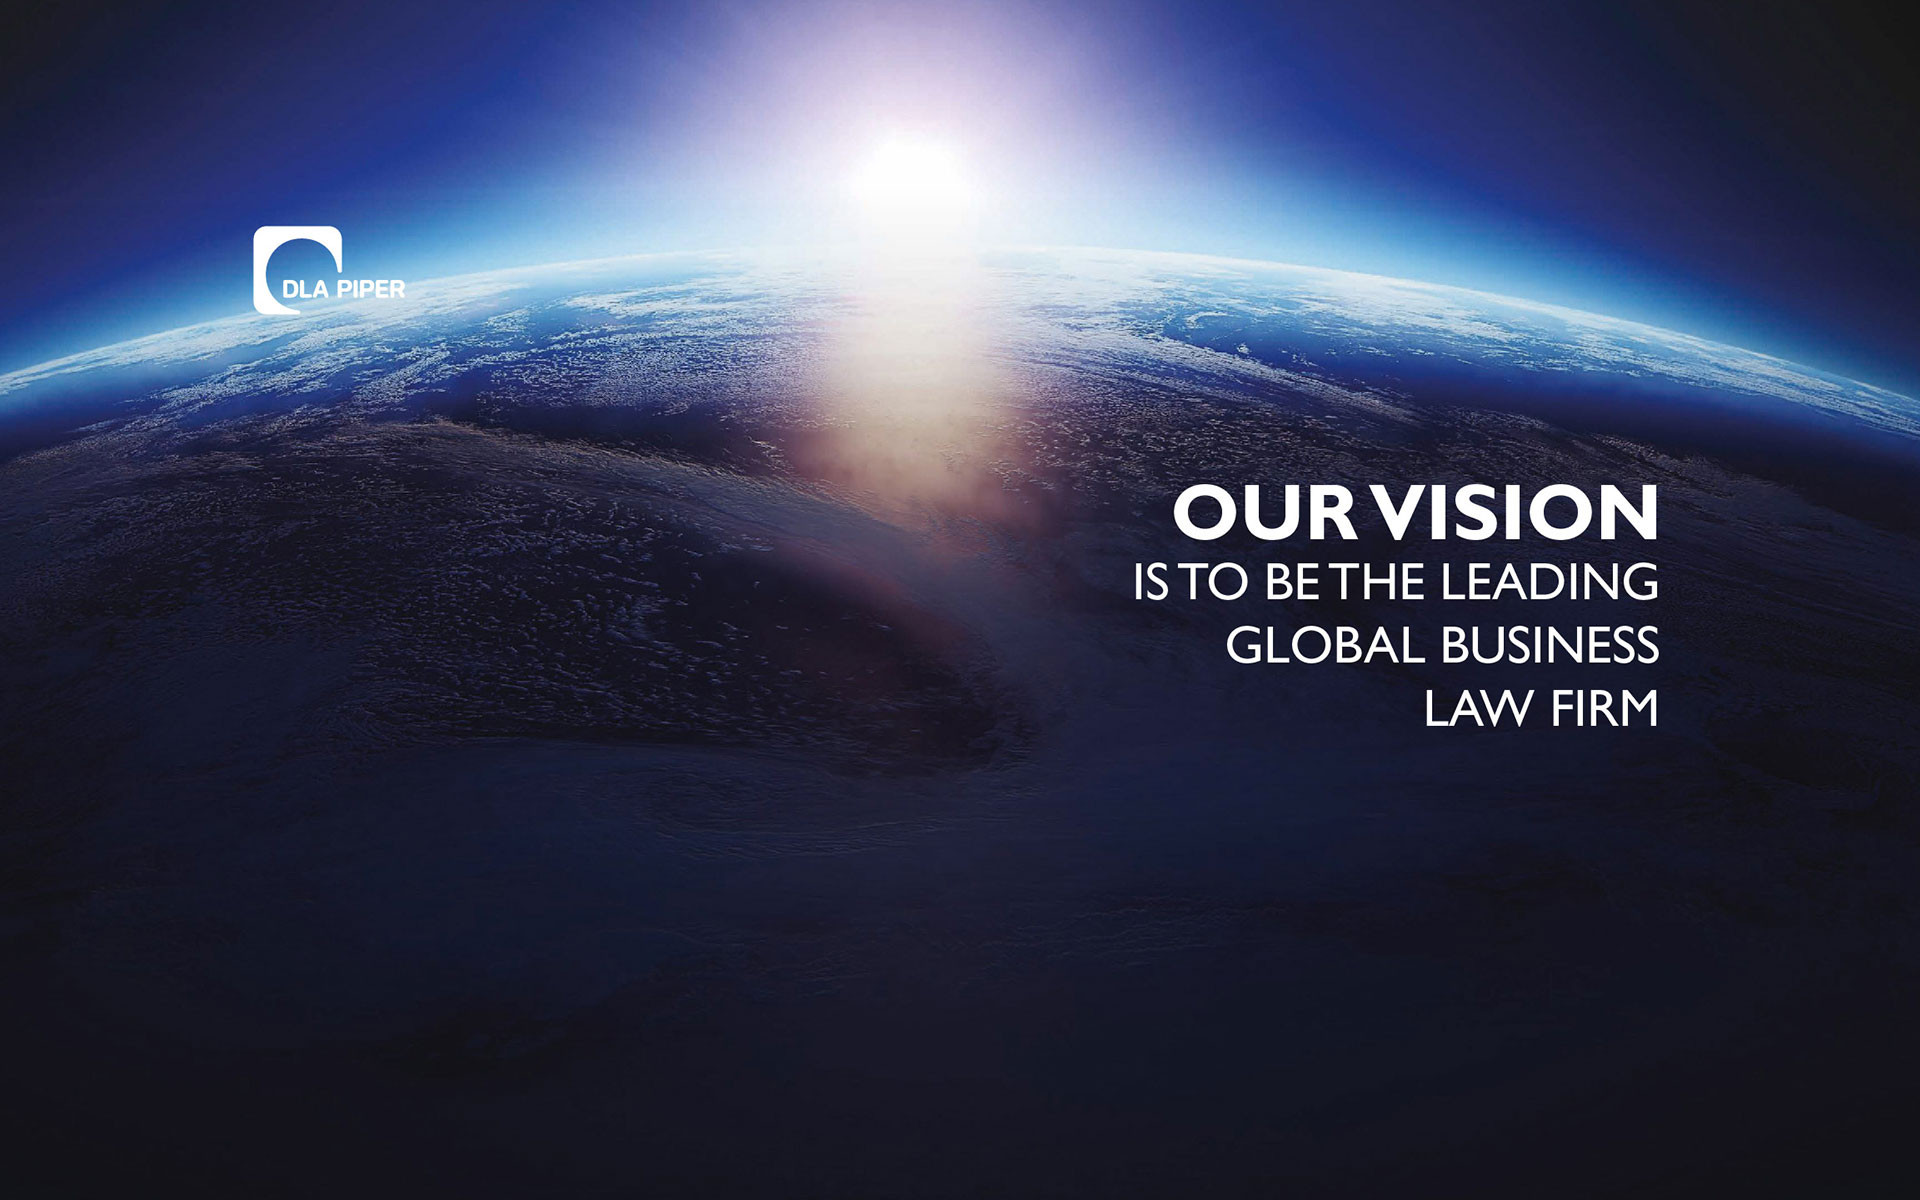 DLA PIPER
OUR VISION
IS TO BE THE LEADING
GLOBAL BUSINESS
LAW FIRM